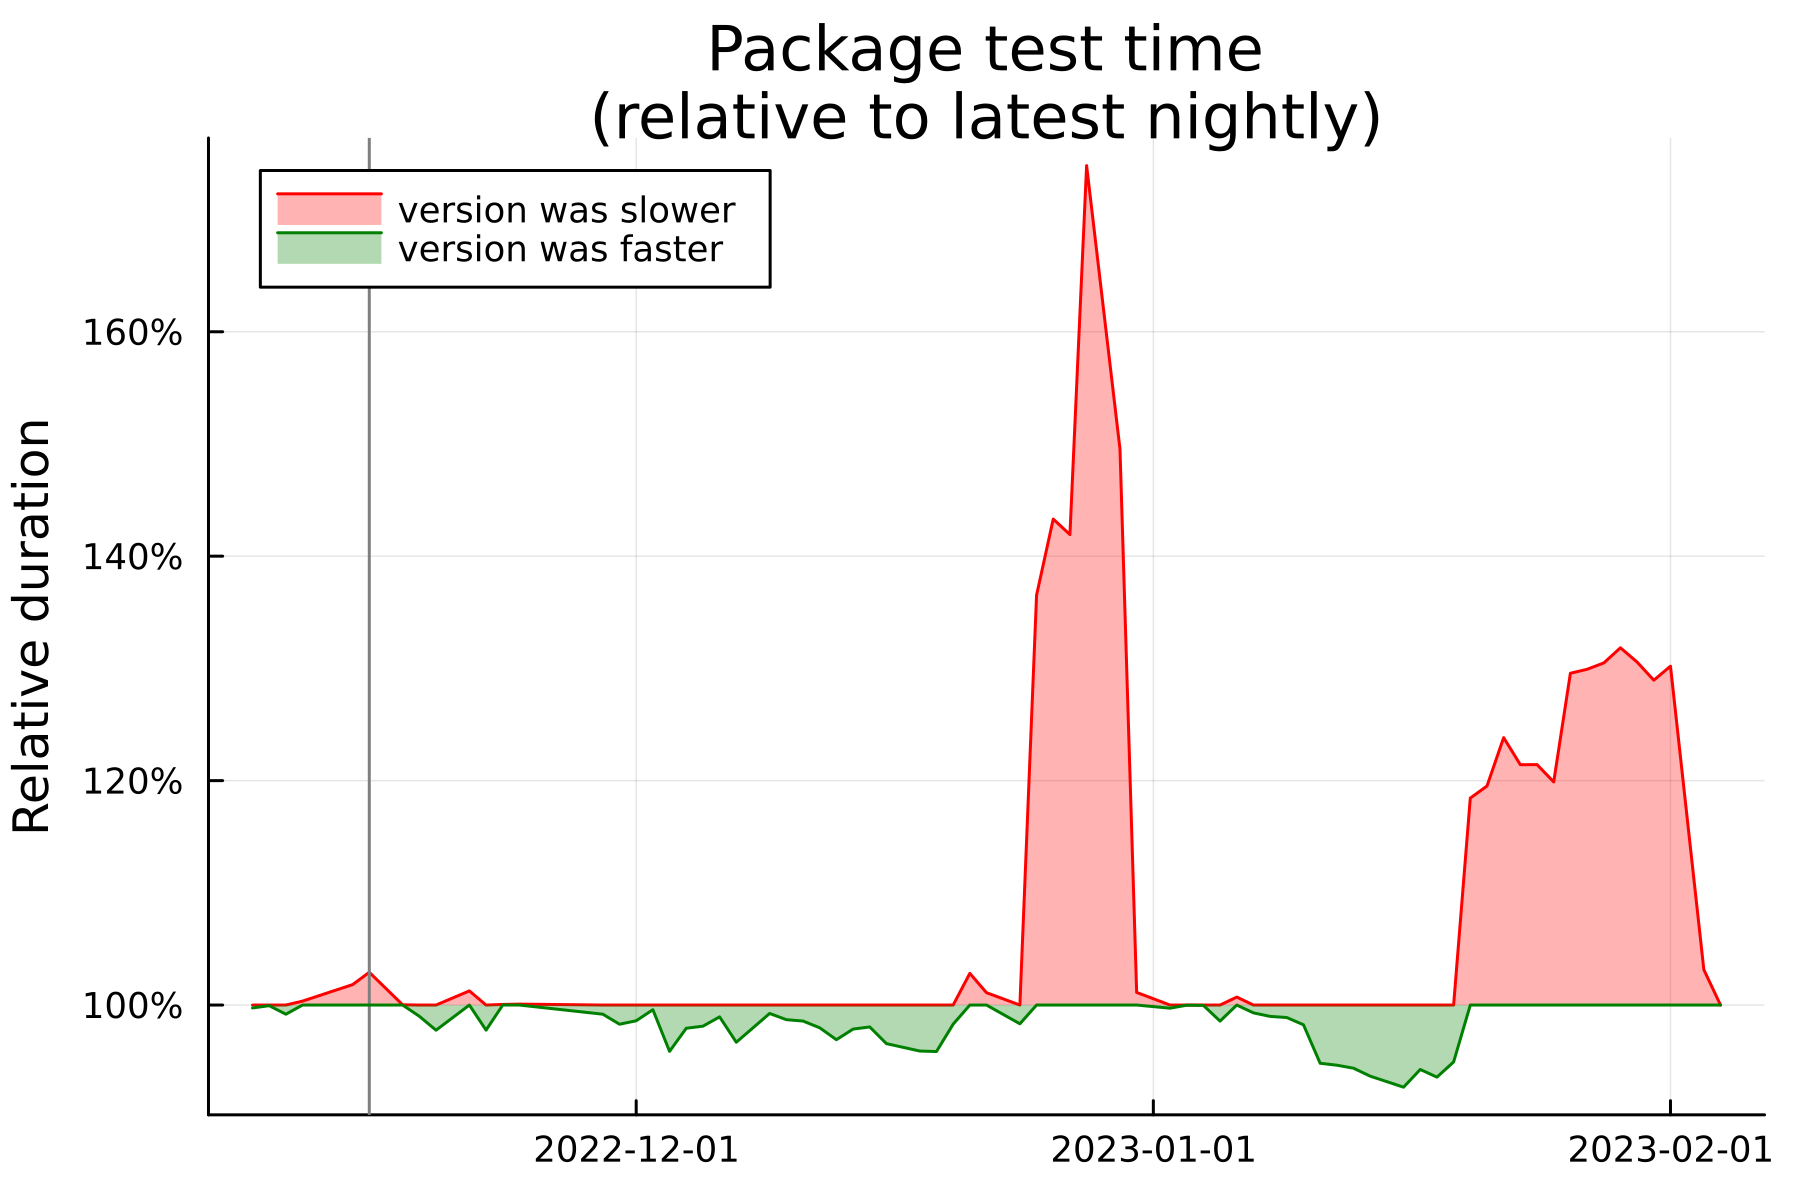 Package test time
(relative to latest nightly)
version was slower
version was faster
160%
140%
120%
100%
Relative duration
2022-12-01
2023-01-01
2023-02-01